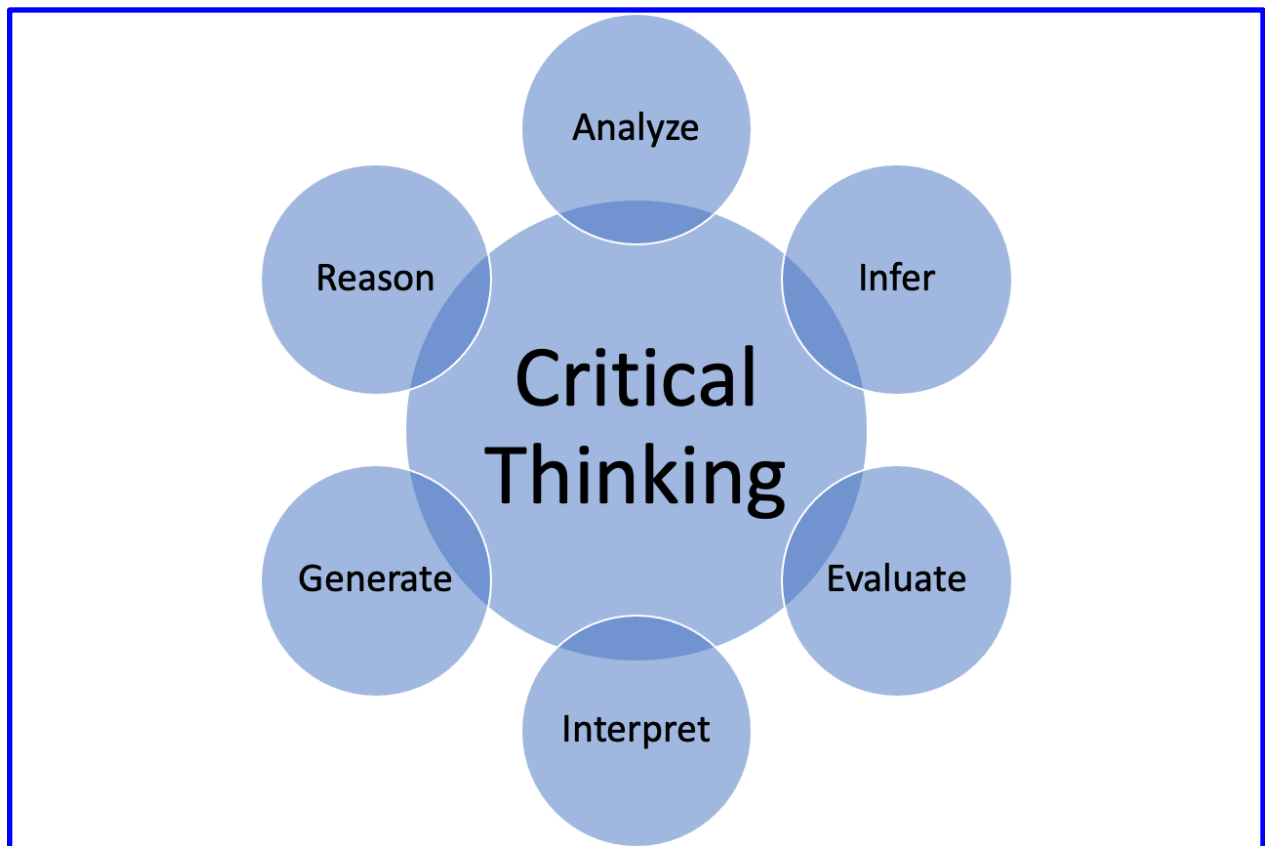 Analyze
Reason
Infer
Critical
Thinking
Generate
Evaluate
Interpret